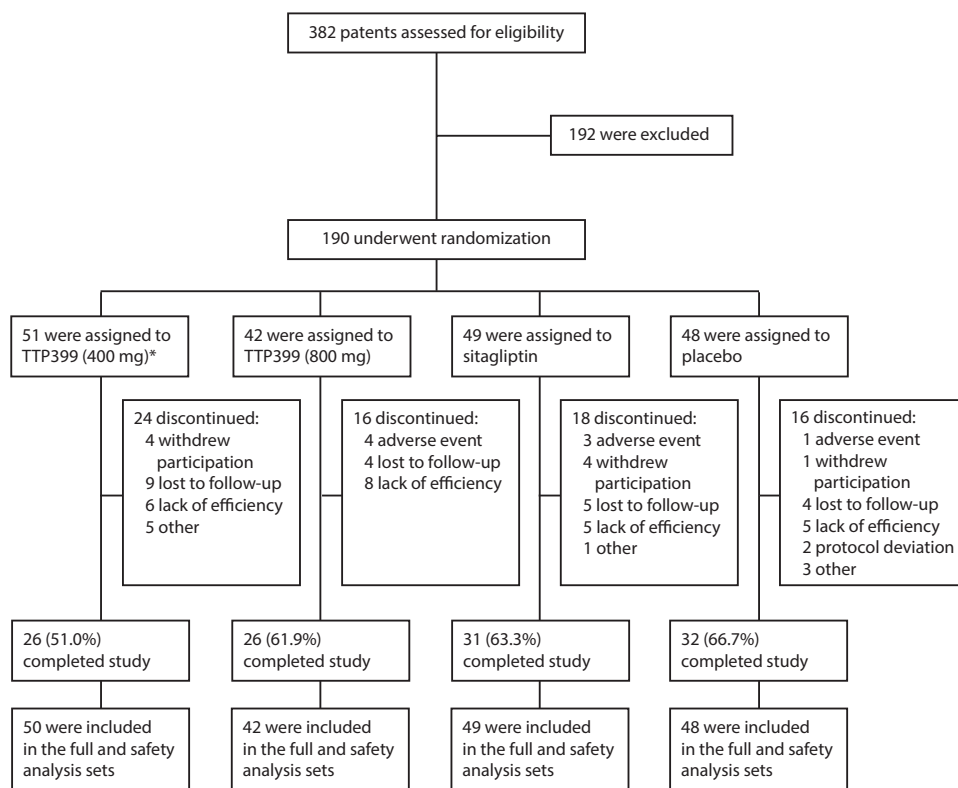 382 patents assessed for eligibility
192 were excluded
190 underwent randomization
51 were assigned to
TTP399 (400 mg)*
42 were assigned to
TTP399 (800 mg)
49 were assigned to
sitagliptin
48 were assigned to
placebo
24 discontinued:
4 withdrew
participation
9 lost to follow-up
6 lack of efficiency
5 other
16 discontinued:
4 adverse event
4 lost to follow-up
8 lack of efficiency
18 discontinued:
3 adverse event
4 withdrew
participation
5 lost to follow-up
5 lack of efficiency
1 other
16 discontinued:
1 adverse event
1 withdrew
participation
4 lost to follow-up
5 lack of efficiency
2 protocol deviation
3 other
26 (51.0%)
completed study
26 (61.9%)
completed study
31 (63.3%)
completed study
32 (66.7%)
completed study
50 were included
in the full and safety
analysis sets
42 were included
in the full and safety
analysis sets
49 were included
in the full and safety
analysis sets
48 were included
in the full and safety
analysis sets